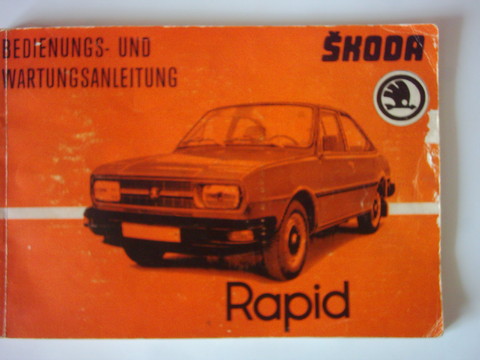 BEDIENUNGS- UND
WARTUNGSANLEITUNG
ŠKODA
Rapid